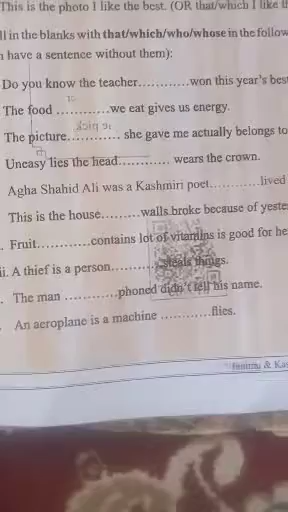 This is the photo I like the best. (OR that/which I like th
ll in the blanks with that/which/who/whose in the follow
have a sentence without them):
Do you know the teacher...........won this year's best
The food ............we eat gives us energy.
The picture............ she gave me actually belongs to
Uneasy lies the head............ wears the crown.
Agha Shahid Ali was a Kashmiri poet...........lived
This is the house.........walls broke because of yeste
. Fruit............contains lot of vitamins is good for he
ii. A thief is a person...........steals things.
. The man ............phoned didn't tell his name.
. An aeroplane is a machine ...........flies.
& Kas